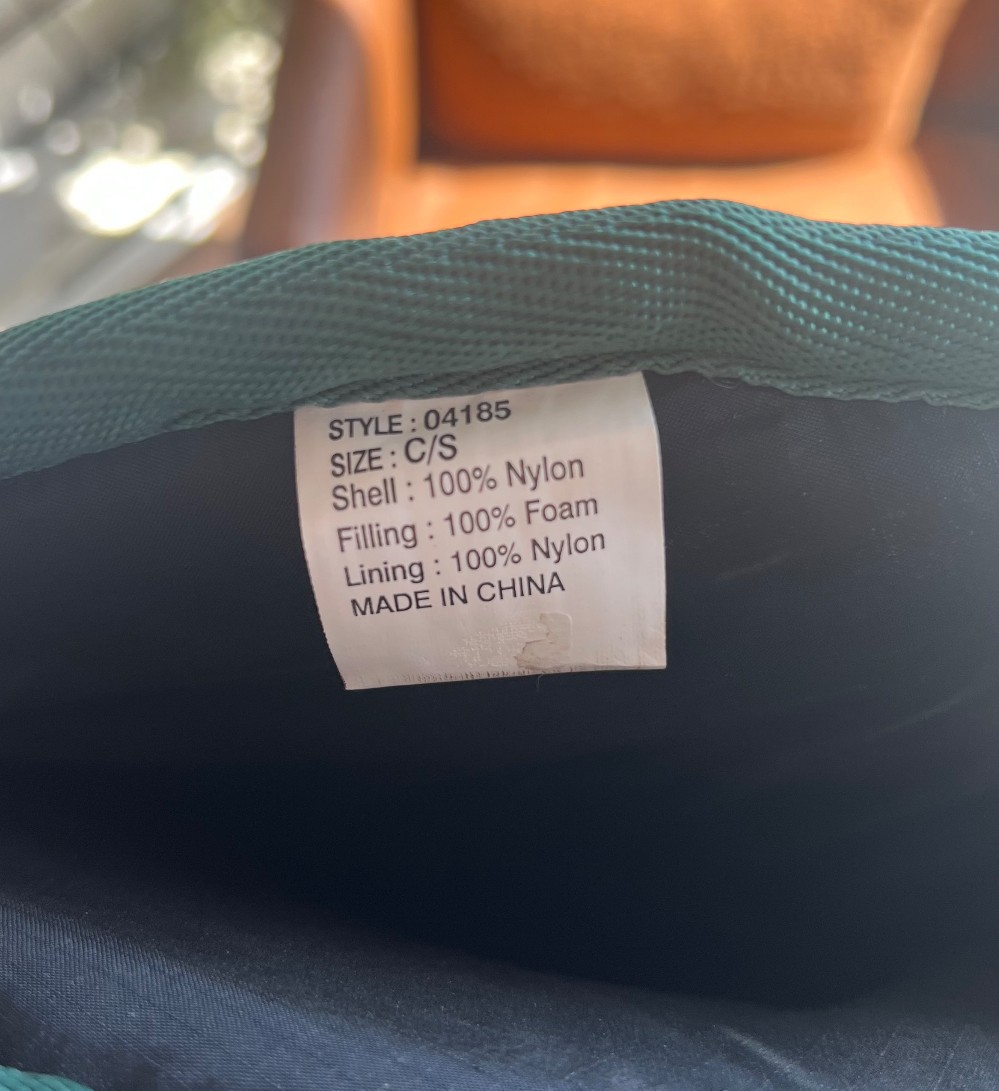 STYLE : 04185
SIZE : C/S
Shell : 100% Nylon
Filling : 100% Foam
Lining : 100% Nylon
MADE IN CHINA